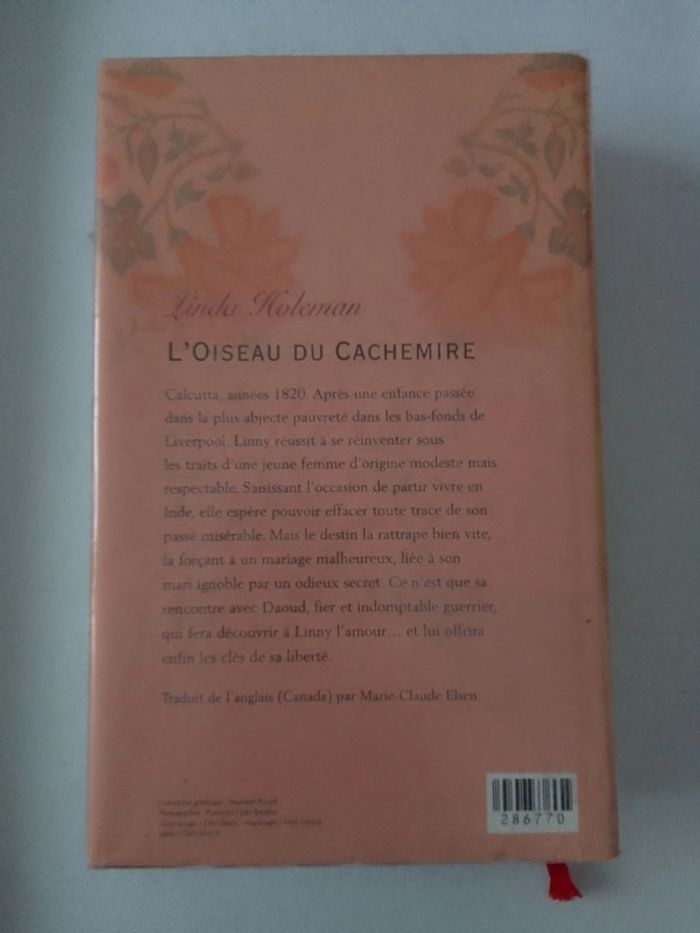 Linda Holeman
L'OISEAU DU CACHEMIRE
Calcutta, années 1820. Après une enfance passée
dans la plus abjecte pauvreté dans les bas-fonds de
Liverpool, Linny réussit à se réinventer sous
les traits d'une jeune femme d'origine modeste mais
respectable. Saisissant l'occasion de partir vivre en
Inde, elle espère pouvoir effacer toute trace de son
passé misérable. Mais le destin la rattrape bien vite,
la forçant à un mariage malheureux, liée à son
mari ignoble par un odieux secret. Ce n'est que sa
rencontre avec Daoud, fier et indomptable guerrier,
qui fera découvrir à Linny l'amour... et lui offrira
enfin les clés de sa liberté.
Traduit de l'anglais (Canada) par Marie-Claude Elsen
286770